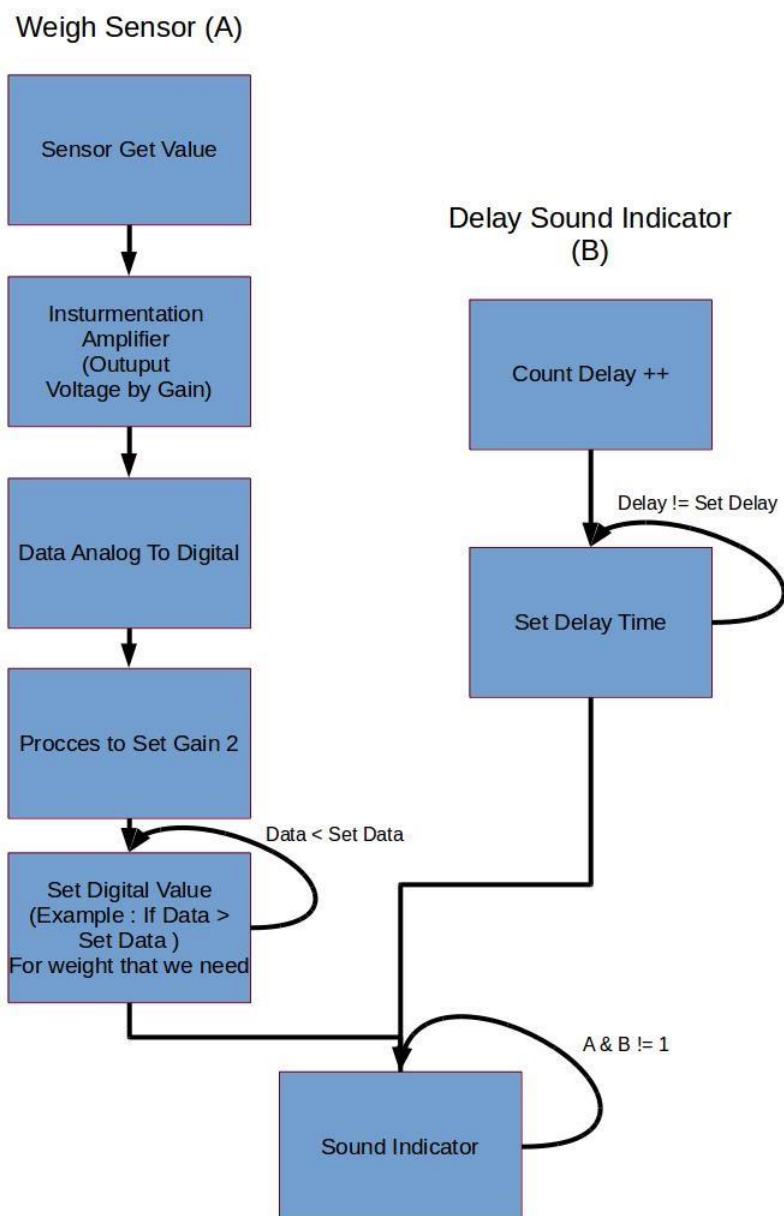 Weigh Sensor (A)
Sensor Get Value
Insturmentation
Amplifier
(Outuput
Voltage by Gain)
Data Analog To Digital
Procces to Set Gain 2
Data < Set Data
Set Digital Value
(Example : If Data >
Set Data )
For weight that we need
Delay Sound Indicator
(B)
Count Delay ++
Delay != Set Delay
Set Delay Time
A & B != 1
Sound Indicator